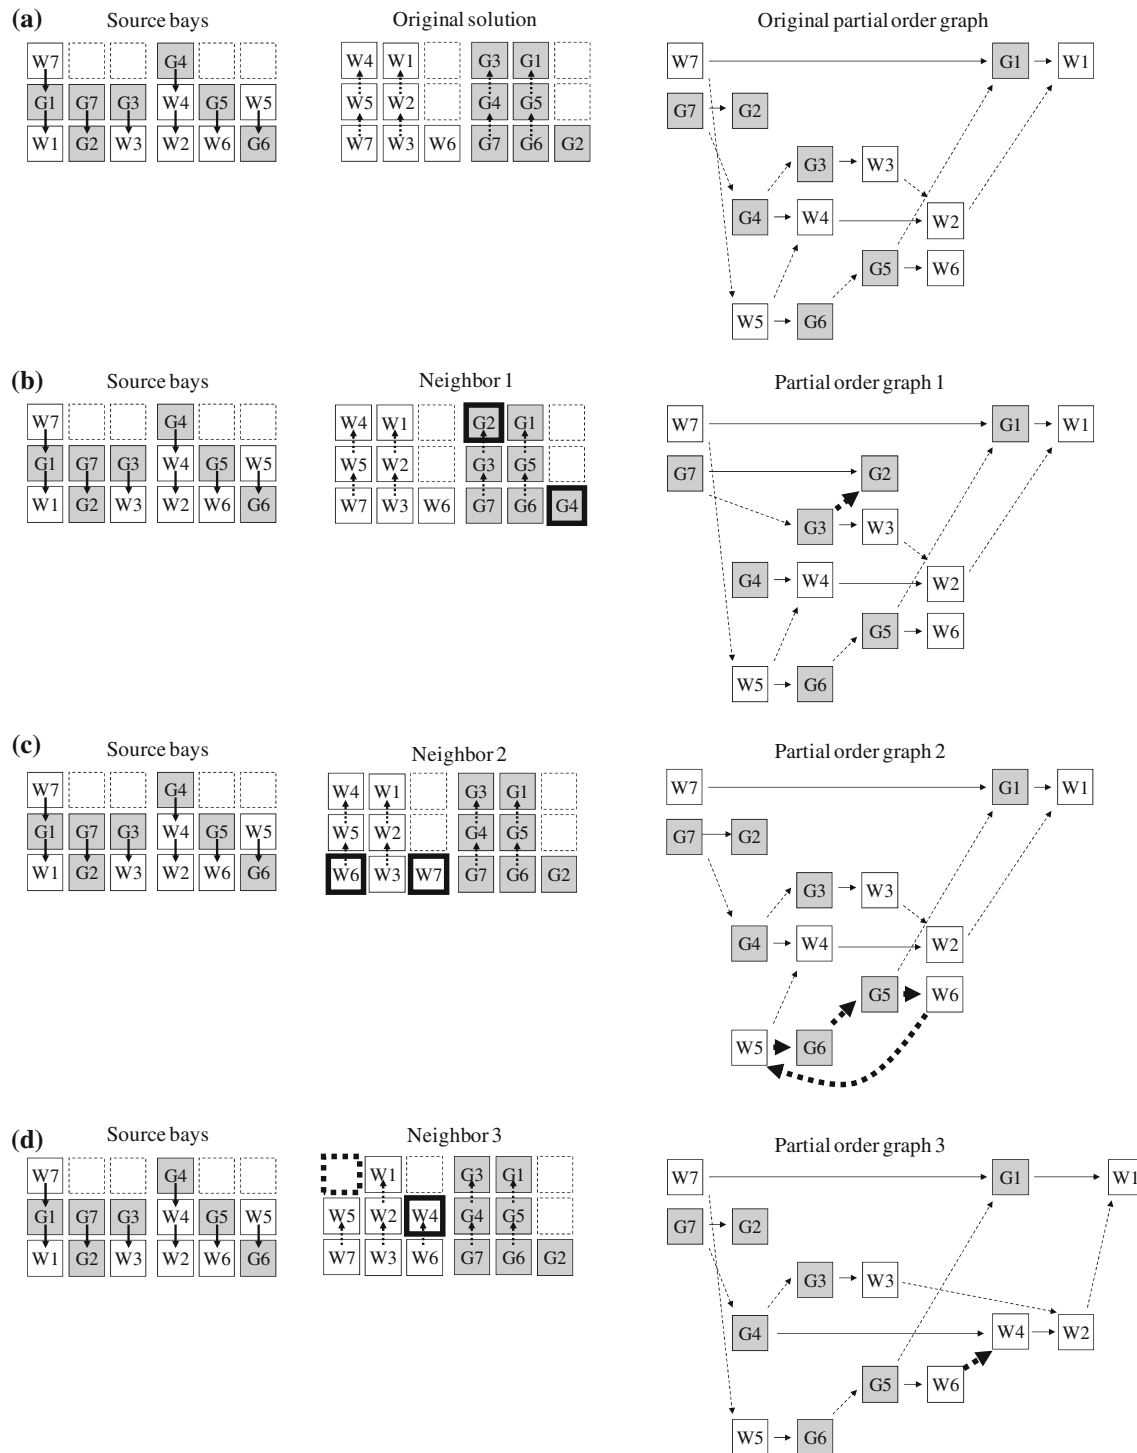 (a) Source bays Original solution Original partial order graph
W7 G4 W4 W1 G3 G1 W7 G1 W1
G1 G7 G3 W4 G5 W5 W5 W2 G4 G5 G7 G2
W1 G2 W3 W2 W6 G6 W7 W3 W6 G7 G6 G2
G3 W3
G4 W4 W2
G5 W6
W5 G6
(b) Source bays Neighbor 1 Partial order graph 1
W7 G4 W4 W1 G2 G1 W7 G1 W1
G1 G7 G3 W4 G5 W5 W5 W2 G3 G5 G7 G2
W1 G2 W3 W2 W6 G6 W7 W3 W6 G7 G6 G4
G3 W3
G4 W4 W2
G5 W6
W5 G6
(c) Source bays Neighbor 2 Partial order graph 2
W7 G4 W4 W1 G3 G1 W7 G1 W1
G1 G7 G3 W4 G5 W5 W5 W2 G4 G5 G7 G2
W1 G2 W3 W2 W6 G6 W6 W3 W7 G7 G6 G2
G3 W3
G4 W4 W2
G5 W6
W5 G6
(d) Source bays Neighbor 3 Partial order graph 3
W7 G4 W1 G3 G1 W7 G1 W1
G1 G7 G3 W4 G5 W5 W5 W2 W4 G4 G5 G7 G2
W1 G2 W3 W2 W6 G6 W7 W3 W6 G7 G6 G2
G3 W3
G4 W4 W2
G5 W6
W5 G6